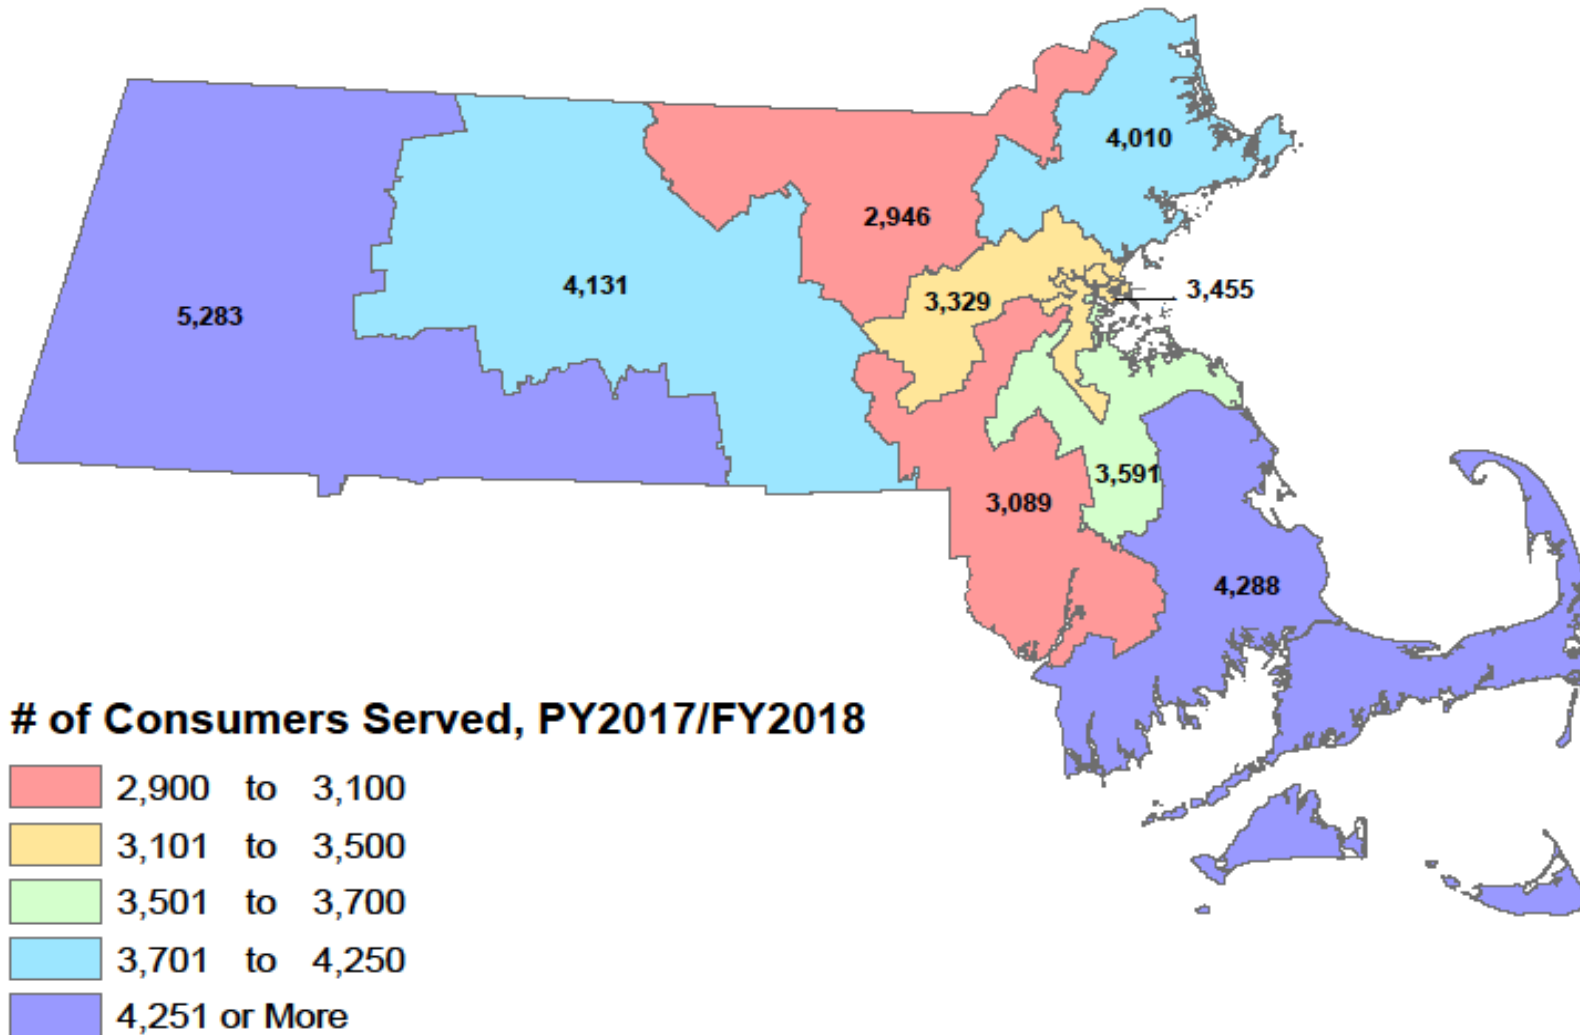 4,010
2,946
4,131
5,283
3,329
3,455
3,591
3,089
4,288
# of Consumers Served, PY2017/FY2018
2,900 to 3,100
3,101 to 3,500
3,501 to 3,700
3,701 to 4,250
4,251 or More